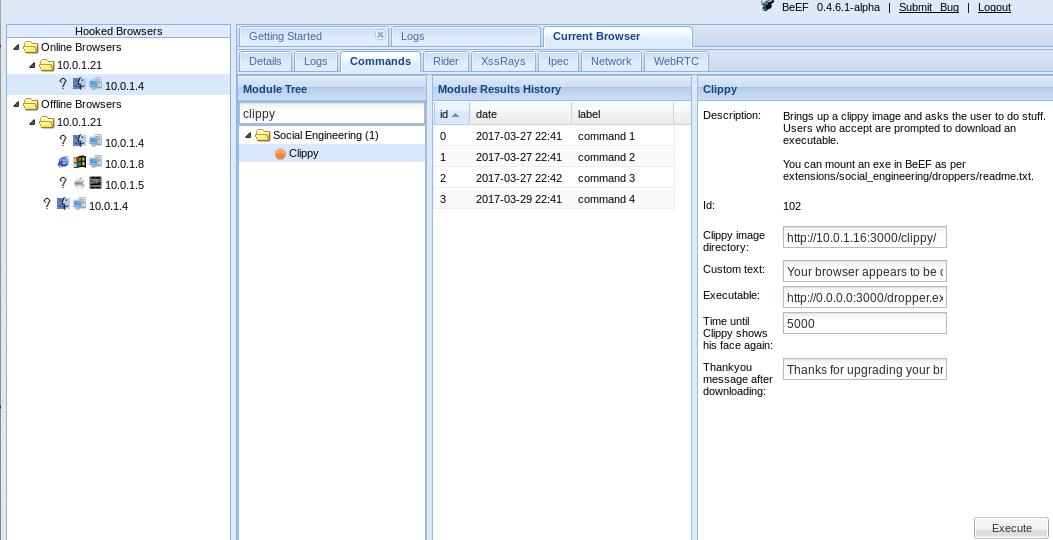 BeEF 0.4.6.1-alpha | Submit Bug | Logout
Hooked Browsers
Online Browsers
10.0.1.21
? 10.0.1.4
Offline Browsers
10.0.1.21
? 10.0.1.4
10.0.1.8
? 10.0.1.5
? 10.0.1.4
Getting Started Logs Current Browser
Details Logs Commands Rider XssRays Ipec Network WebRTC
Module Tree
clippy
Social Engineering (1)
Clippy
Module Results History
id date label
0 2017-03-27 22:41 command 1
1 2017-03-27 22:41 command 2
2 2017-03-27 22:42 command 3
3 2017-03-29 22:41 command 4
Clippy
Description: Brings up a clippy image and asks the user to do stuff.
Users who accept are prompted to download an
executable.
You can mount an exe in BeEF as per
extensions/social_engineering/droppers/readme.txt.
Id: 102
Clippy image
directory:
http://10.0.1.16:3000/clippy/
Custom text: Your browser appears to be
Executable: http://0.0.0.0:3000/dropper.ex
Time until
Clippy shows
his face again:
5000
Thankyou
message after
downloading:
Thanks for upgrading your br
Execute